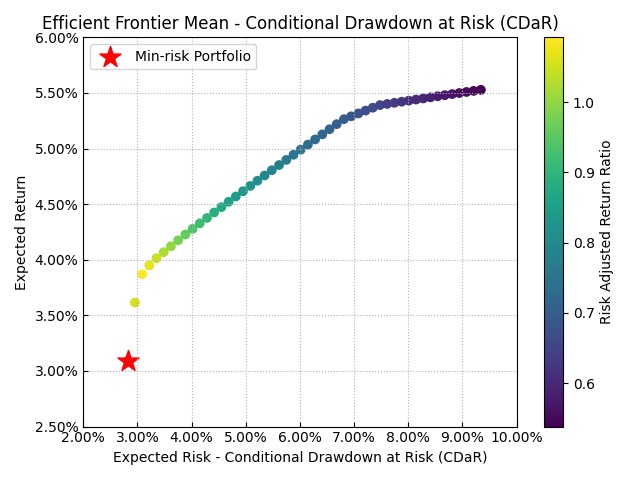 Efficient Frontier Mean - Conditional Drawdown at Risk (CDaR)
Min-risk Portfolio
6.00%
5.50%
5.00%
4.50%
4.00%
3.50%
3.00%
2.50%
Expected Return
2.00% 3.00% 4.00% 5.00% 6.00% 7.00% 8.00% 9.00% 10.00%
Expected Risk - Conditional Drawdown at Risk (CDaR)
1.0
0.9
0.8
0.7
0.6
Risk Adjusted Return Ratio